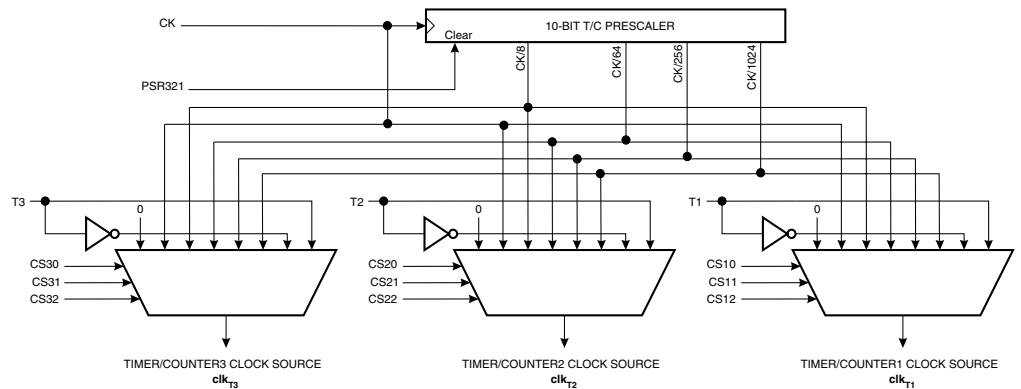 CK
10-BIT T/C PRESCALER
Clear
CK/8
CK/64
CK/256
CK/1024
PSR321
T3
T2
T1
0
0
0
CS30
CS31
CS32
CS20
CS21
CS22
CS10
CS11
CS12
TIMER/COUNTER3 CLOCK SOURCE
clkT3
TIMER/COUNTER2 CLOCK SOURCE
clkT2
TIMER/COUNTER1 CLOCK SOURCE
clkT1